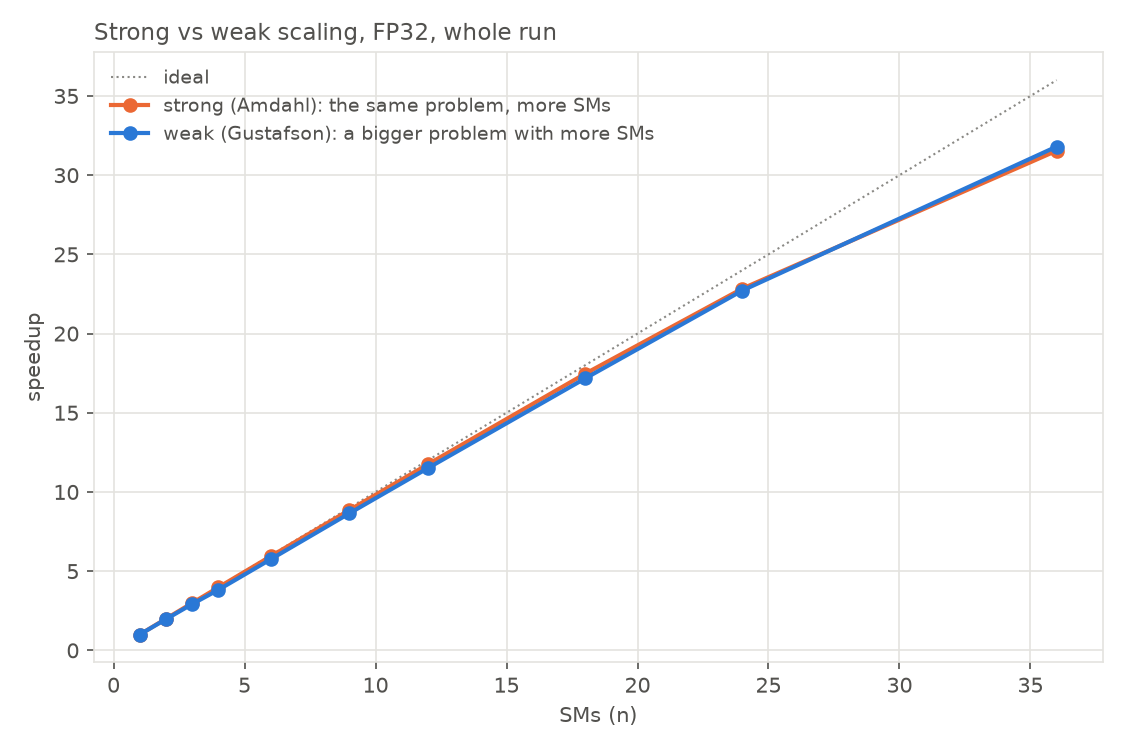 Strong vs weak scaling, FP32, whole run
ideal
strong (Amdahl): the same problem, more SMs
weak (Gustafson): a bigger problem with more SMs
35
30
25
20
15
10
5
0
speedup
0 5 10 15 20 25 30 35
SMs (n)